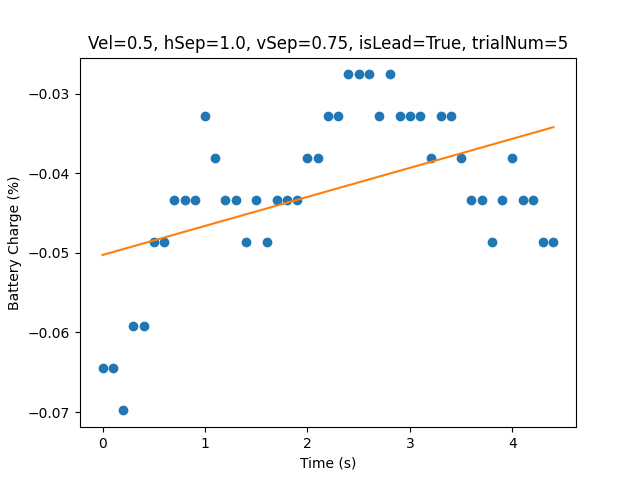 Vel=0.5, hSep=1.0, vSep=0.75, isLead=True, trialNum=5
−0.03
−0.04
−0.05
−0.06
−0.07
Battery Charge (%)
0 1 2 3 4
Time (s)